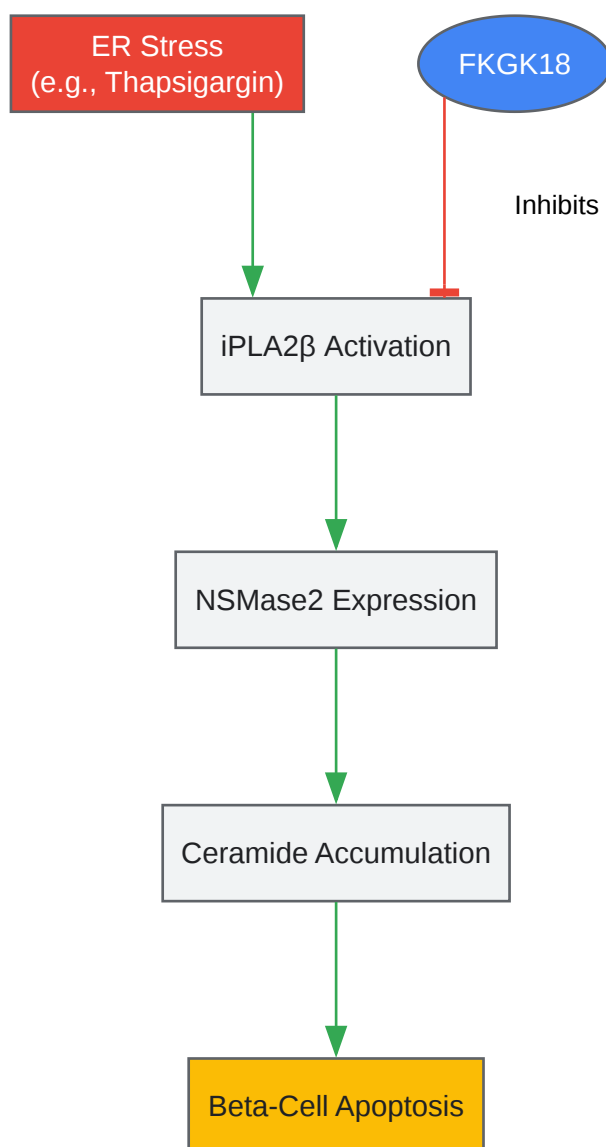 ER Stress
(e.g., Thapsigargin)
FKGK18
Inhibits
iPLA2β Activation
NSMase2 Expression
Ceramide Accumulation
Beta-Cell Apoptosis